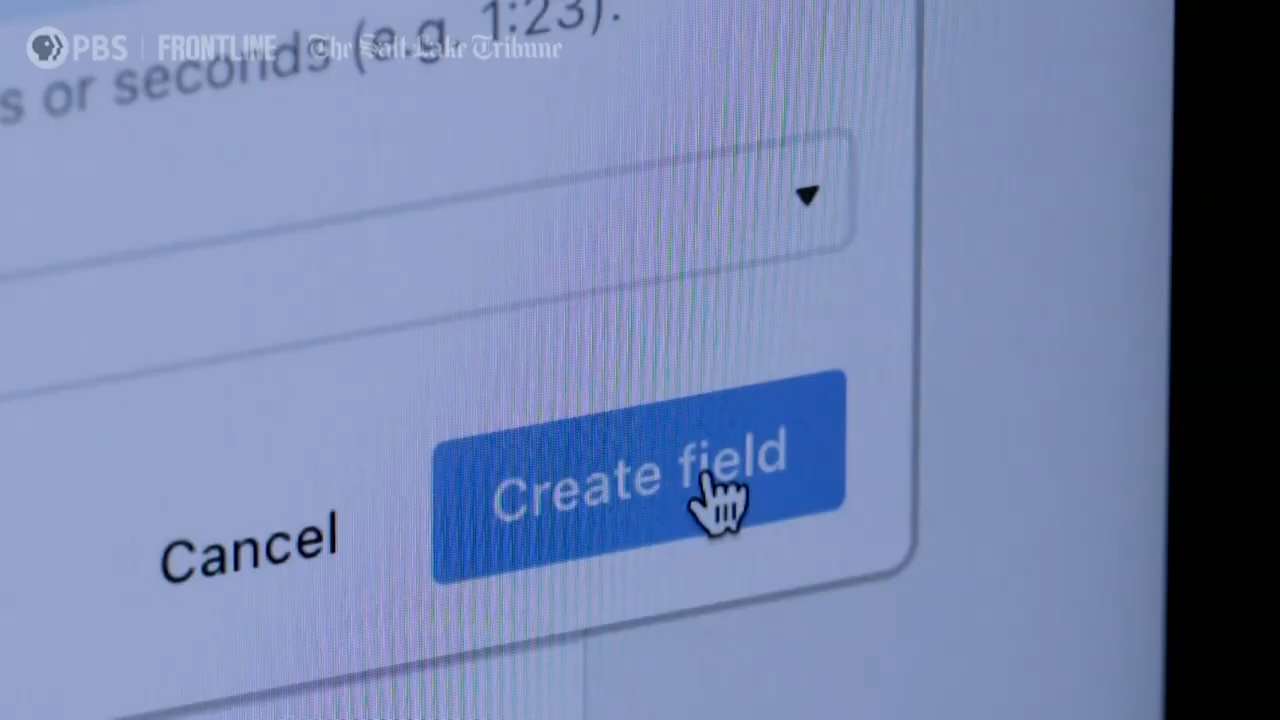 PBS | FRONTLINE The Salt Lake Tribune
s or seconds (e.g. 1:23).
Create field
Cancel